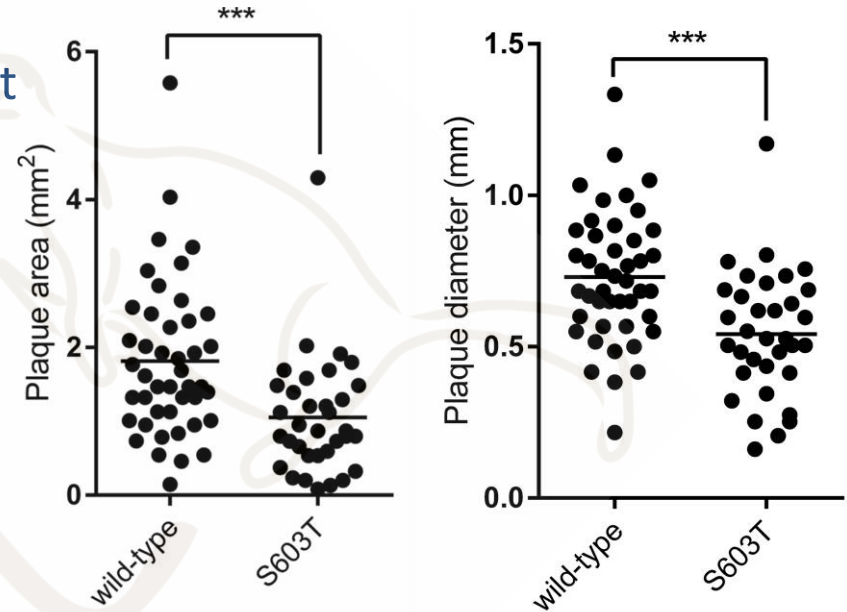 t
***
Plaque area (mm²)
6
4
2
0
wild-type
S603T
***
Plaque diameter (mm)
1.5
1.0
0.5
0.0
wild-type
S603T